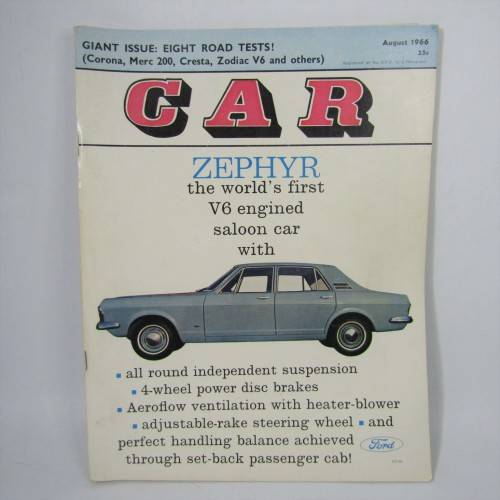 GIANT ISSUE: EIGHT ROAD TESTS!
(Corona, Merc 200, Cresta, Zodiac V6 and others)
August 1966
25c
CAR
ZEPHYR
the world's first
V6 engined
saloon car
with
▪ all round independent suspension
▪ 4-wheel power disc brakes
▪ Aeroflow ventilation with heater-blower
▪ adjustable-rake steering wheel ▪ and
perfect handling balance achieved
through set-back passenger cab!
Ford